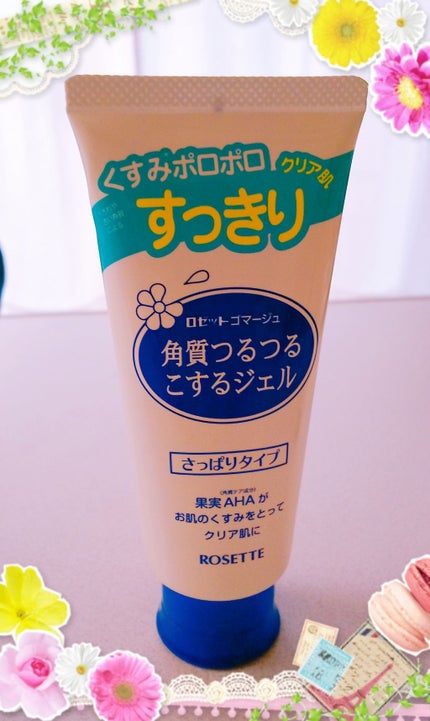 くすみポロポロ クリア肌
すっきり
ロゼットゴマージュ
角質つるつる
こするジェル
さっぱりタイプ
(角質ケア成分)
果実AHAが
お肌のくすみをとって
クリア肌に
ROSETTE